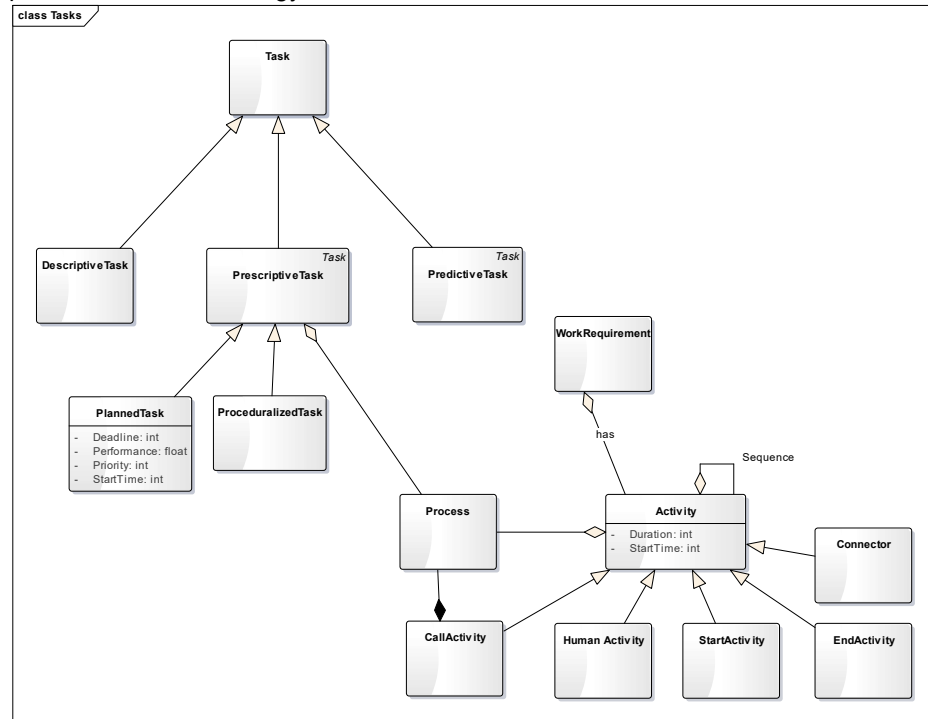 class Tasks
Task
DescriptiveTask
Task
PrescriptiveTask
Task
PredictiveTask
WorkRequirement
PlannedTask
- Deadline: int
- Performance: float
- Priority: int
- StartTime: int
ProceduralizedTask
has
Sequence
Process
Activity
- Duration: int
- StartTime: int
Connector
CallActivity
Human Activity
StartActivity
EndActivity